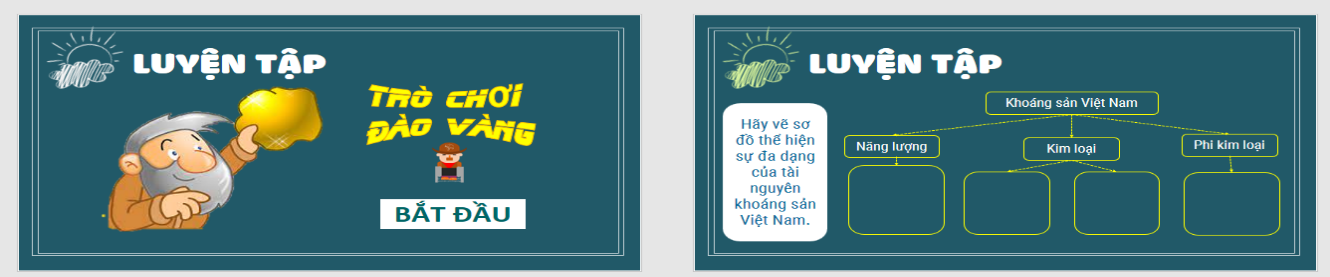 LUYỆN TẬP
TRÒ CHƠI
ĐÀO VÀNG
BẮT ĐẦU
LUYỆN TẬP
Hãy vẽ sơ
đồ thể hiện
sự đa dạng
của tài
nguyên
khoáng sản
Việt Nam.
Khoáng sản Việt Nam
Năng lượng
Kim loại
Phi kim loại